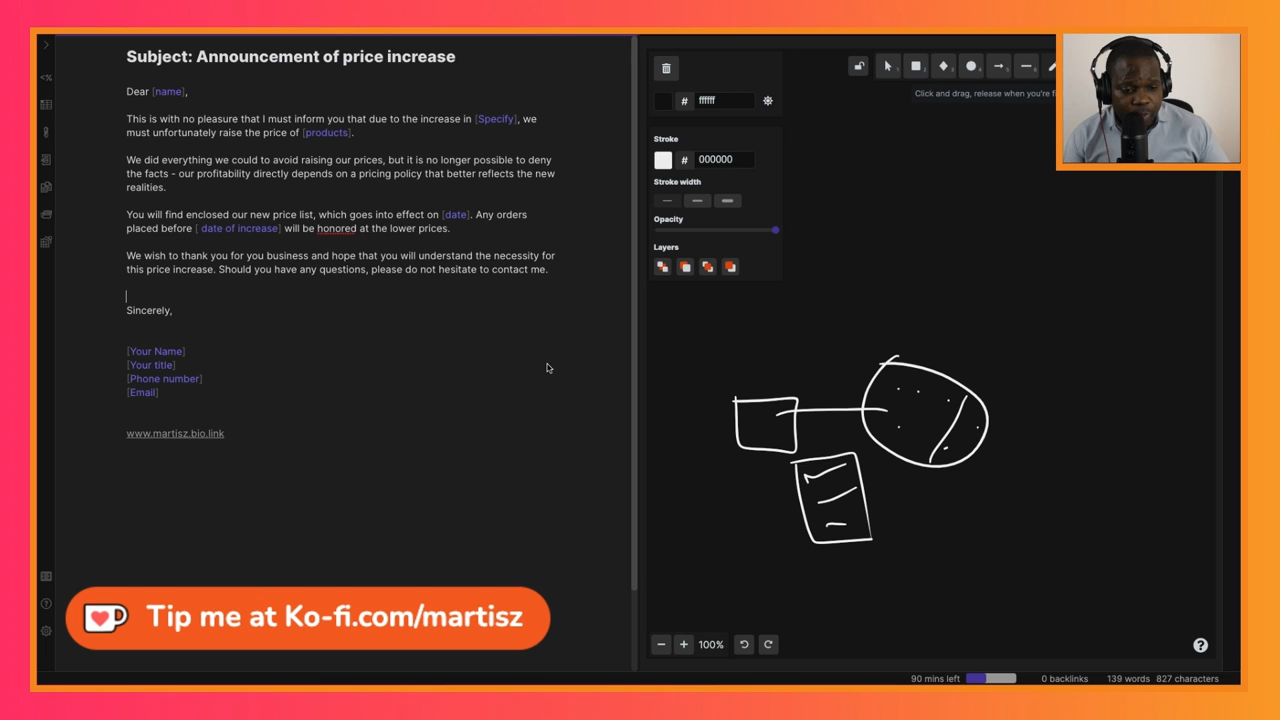 Subject: Announcement of price increase
Dear [name],
This is with no pleasure that I must inform you that due to the increase in [Specify], we
must unfortunately raise the price of [products].
We did everything we could to avoid raising our prices, but it is no longer possible to deny
the facts - our profitability directly depends on a pricing policy that better reflects the new
realities.
You will find enclosed our new price list, which goes into effect on [date]. Any orders
placed before [ date of increase] will be honored at the lower prices.
We wish to thank you for you business and hope that you will understand the necessity for
this price increase. Should you have any questions, please do not hesitate to contact me.
Sincerely,
[Your Name]
[Your title]
[Phone number]
[Email]
www.martisz.bio.link
Tip me at Ko-fi.com/martisz
# ffffff
Click and drag, release when you're fi
Stroke
# 000000
Stroke width
Opacity
Layers
100%
90 mins left
0 backlinks
139 words
827 characters